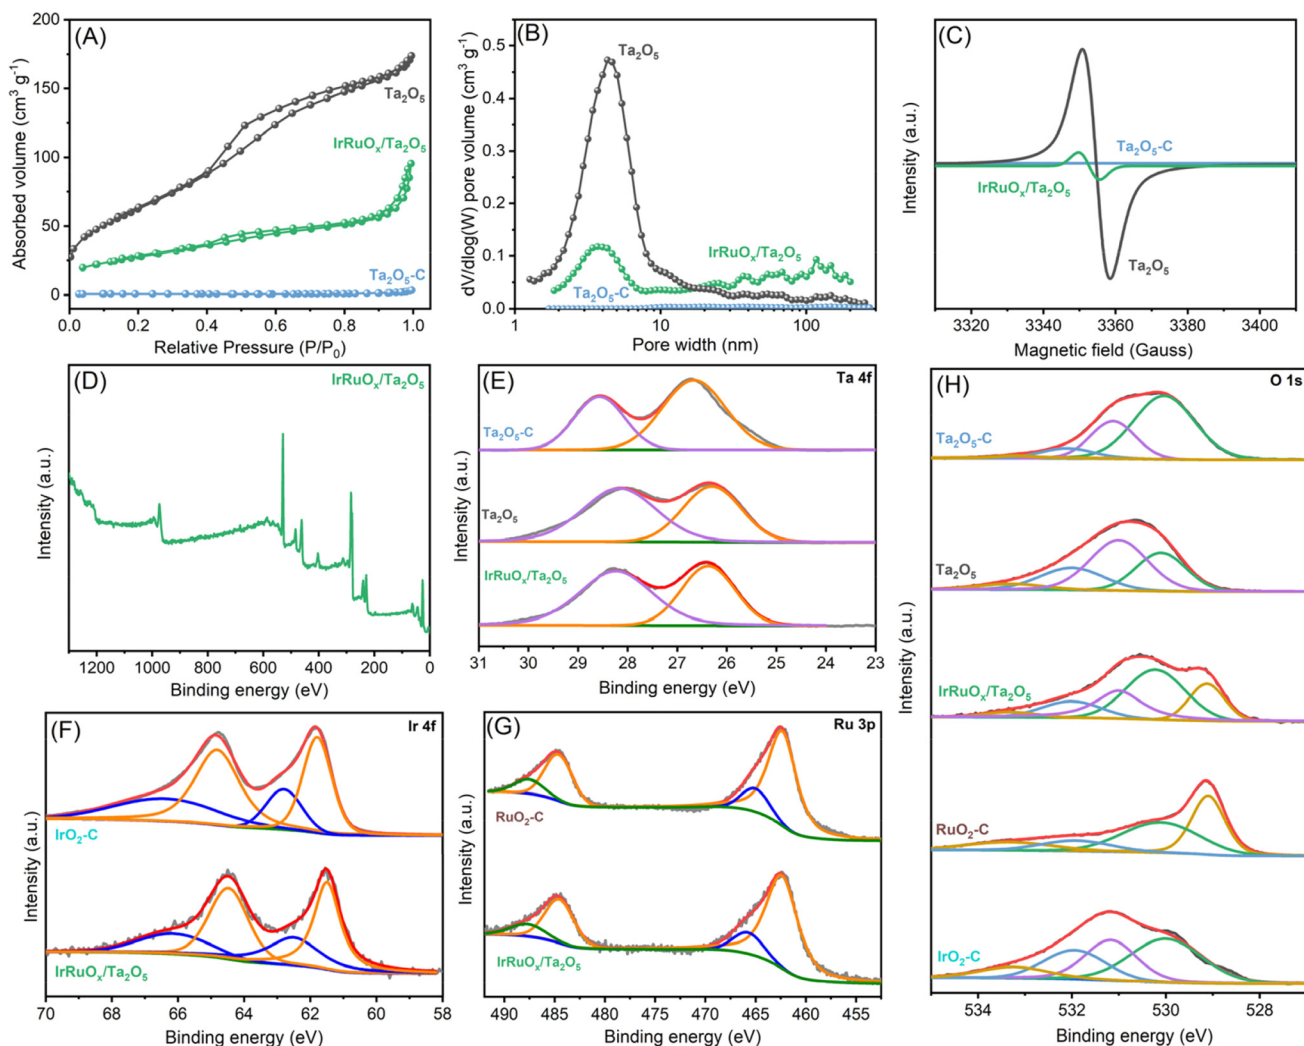 (A)
Absorbed volume (cm³ g⁻¹)
200
150
100
50
0
Ta₂O₅
IrRuOₓ/Ta₂O₅
Ta₂O₅-C
0.0 0.2 0.4 0.6 0.8 1.0
Relative Pressure (P/P₀)
(B)
dV/dlog(W) pore volume (cm³ g⁻¹)
0.5
0.4
0.3
0.2
0.1
0.0
Ta₂O₅
IrRuOₓ/Ta₂O₅
Ta₂O₅-C
1 10 100
Pore width (nm)
(C)
Intensity (a.u.)
Ta₂O₅-C
IrRuOₓ/Ta₂O₅
Ta₂O₅
3320 3340 3360 3380 3410
Magnetic field (Gauss)
(D)
IrRuOₓ/Ta₂O₅
Intensity (a.u.)
1200 1000 800 600 400 200 0
Binding energy (eV)
(E)
Ta 4f
Intensity (a.u.)
Ta₂O₅-C
Ta₂O₅
IrRuOₓ/Ta₂O₅
31 30 29 28 27 26 25 24 23
Binding energy (eV)
(F)
Ir 4f
Intensity (a.u.)
IrO₂-C
IrRuOₓ/Ta₂O₅
70 68 66 64 62 60 58
Binding energy (eV)
(G)
Ru 3p
Intensity (a.u.)
RuO₂-C
IrRuOₓ/Ta₂O₅
490 485 480 475 470 465 460 455
Binding energy (eV)
(H)
O 1s
Intensity (a.u.)
Ta₂O₅-C
Ta₂O₅
IrRuOₓ/Ta₂O₅
RuO₂-C
IrO₂-C
534 532 530 528
Binding energy (eV)